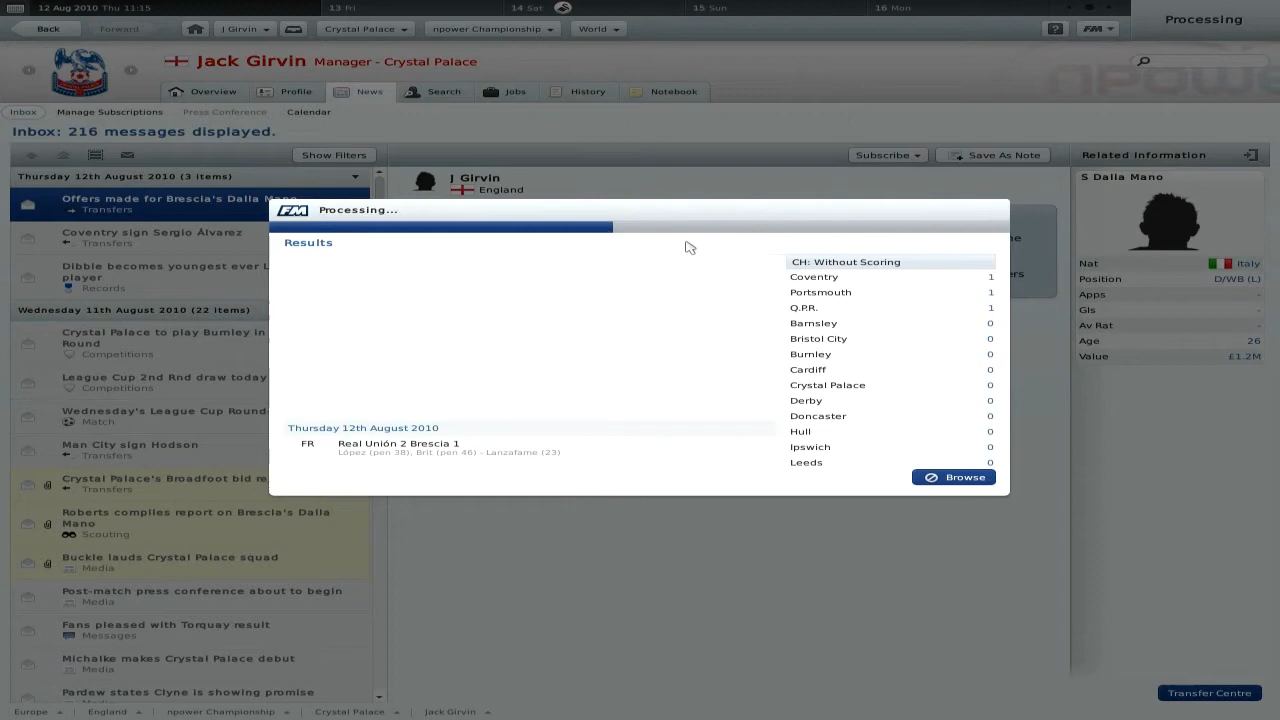 12 Aug 2010 Thu 11:15
13 Fri
14 Sat
15 Sun
16 Mon
Processing
Back
Forward
J Girvin
Crystal Palace
npower Championship
World
?
FM
Jack Girvin Manager - Crystal Palace
Overview
Profile
News
Search
Jobs
History
Notebook
Inbox
Manage Subscriptions
Press Conference
Calendar
Inbox: 216 messages displayed.
Show Filters
Subscribe
Save As Note
Related Information
Thursday 12th August 2010 (3 items)
Offers made for Brescia's Dalla Mano
Transfers
Coventry sign Sergio Álvarez
Transfers
Dibble becomes youngest ever L
player
Records
Wednesday 11th August 2010 (22 items)
Crystal Palace to play Burnley in
Round
Competitions
League Cup 2nd Rnd draw today
Competitions
Wednesday's League Cup Round
Match
Man City sign Hodson
Transfers
Crystal Palace's Broadfoot bid re
Transfers
Roberts compiles report on Brescia's Dalla
Mano
Scouting
Buckle lauds Crystal Palace squad
Media
Post-match press conference about to begin
Media
Fans pleased with Torquay result
Messages
Michalke makes Crystal Palace debut
Media
Pardew states Clyne is showing promise
J Girvin
England
FM Processing...
Results
Thursday 12th August 2010
FR Real Unión 2 Brescia 1
López (pen 38), Brit (pen 46) - Lanzafame (23)
CH: Without Scoring
Coventry 1
Portsmouth 1
Q.P.R. 1
Barnsley 0
Bristol City 0
Burnley 0
Cardiff 0
Crystal Palace 0
Derby 0
Doncaster 0
Hull 0
Ipswich 0
Leeds 0
Browse
S Dalla Mano
Nat Italy
Position D/WB (L)
Apps -
Gls -
Av Rat -
Age 26
Value £1.2M
Transfer Centre
Europe
England
npower Championship
Crystal Palace
Jack Girvin